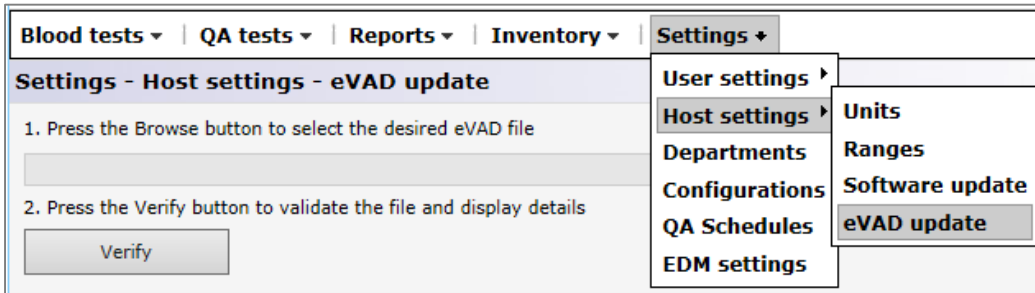 Blood tests | QA tests | Reports | Inventory | Settings
Settings - Host settings - eVAD update
1. Press the Browse button to select the desired eVAD file
2. Press the Verify button to validate the file and display details
Verify
User settings
Host settings
Departments
Configurations
QA Schedules
EDM settings
Units
Ranges
Software update
eVAD update